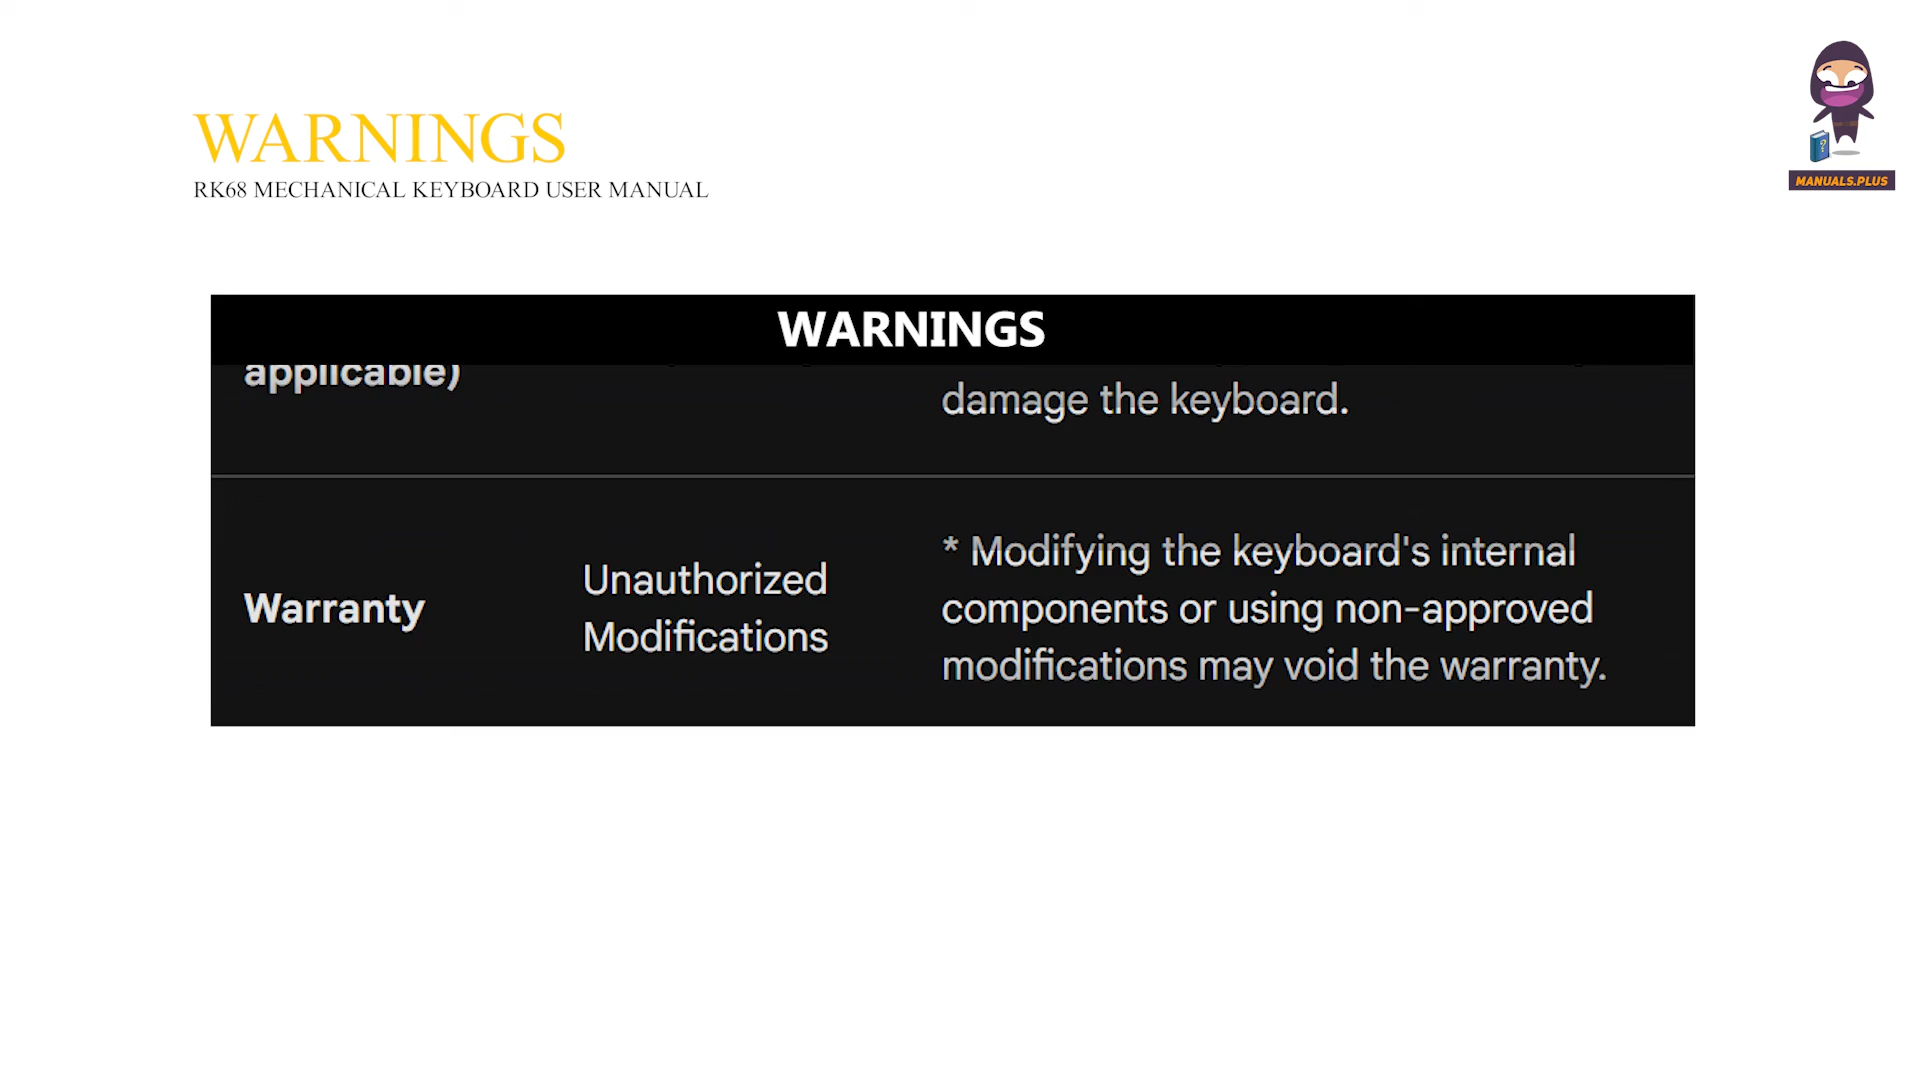 WARNINGS
RK68 MECHANICAL KEYBOARD USER MANUAL
MANUALS.PLUS
WARNINGS
applicable)
damage the keyboard.
Warranty
Unauthorized
Modifications
* Modifying the keyboard's internal
components or using non-approved
modifications may void the warranty.